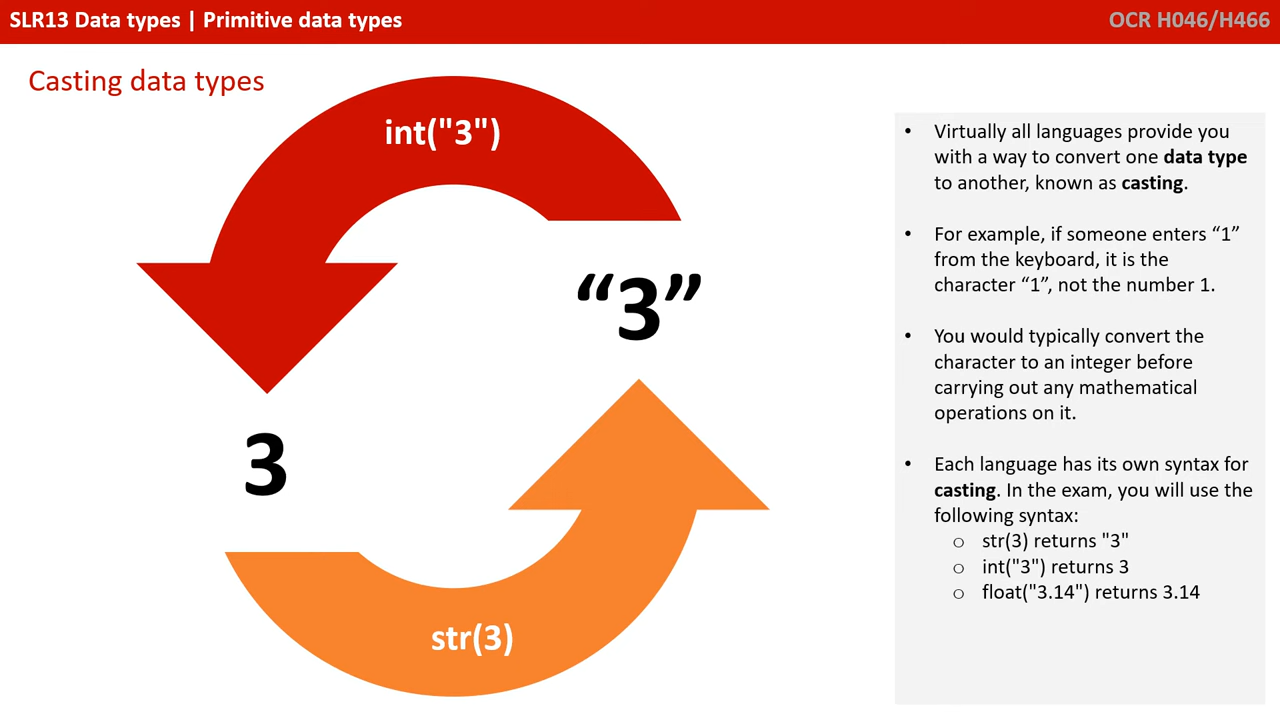 SLR13 Data types | Primitive data types
OCR H046/H466
Casting data types
int("3")
“3”
3
str(3)
• Virtually all languages provide you
with a way to convert one data type
to another, known as casting.
• For example, if someone enters “1”
from the keyboard, it is the
character “1”, not the number 1.
• You would typically convert the
character to an integer before
carrying out any mathematical
operations on it.
• Each language has its own syntax for
casting. In the exam, you will use the
following syntax:
○ str(3) returns "3"
○ int("3") returns 3
○ float("3.14") returns 3.14